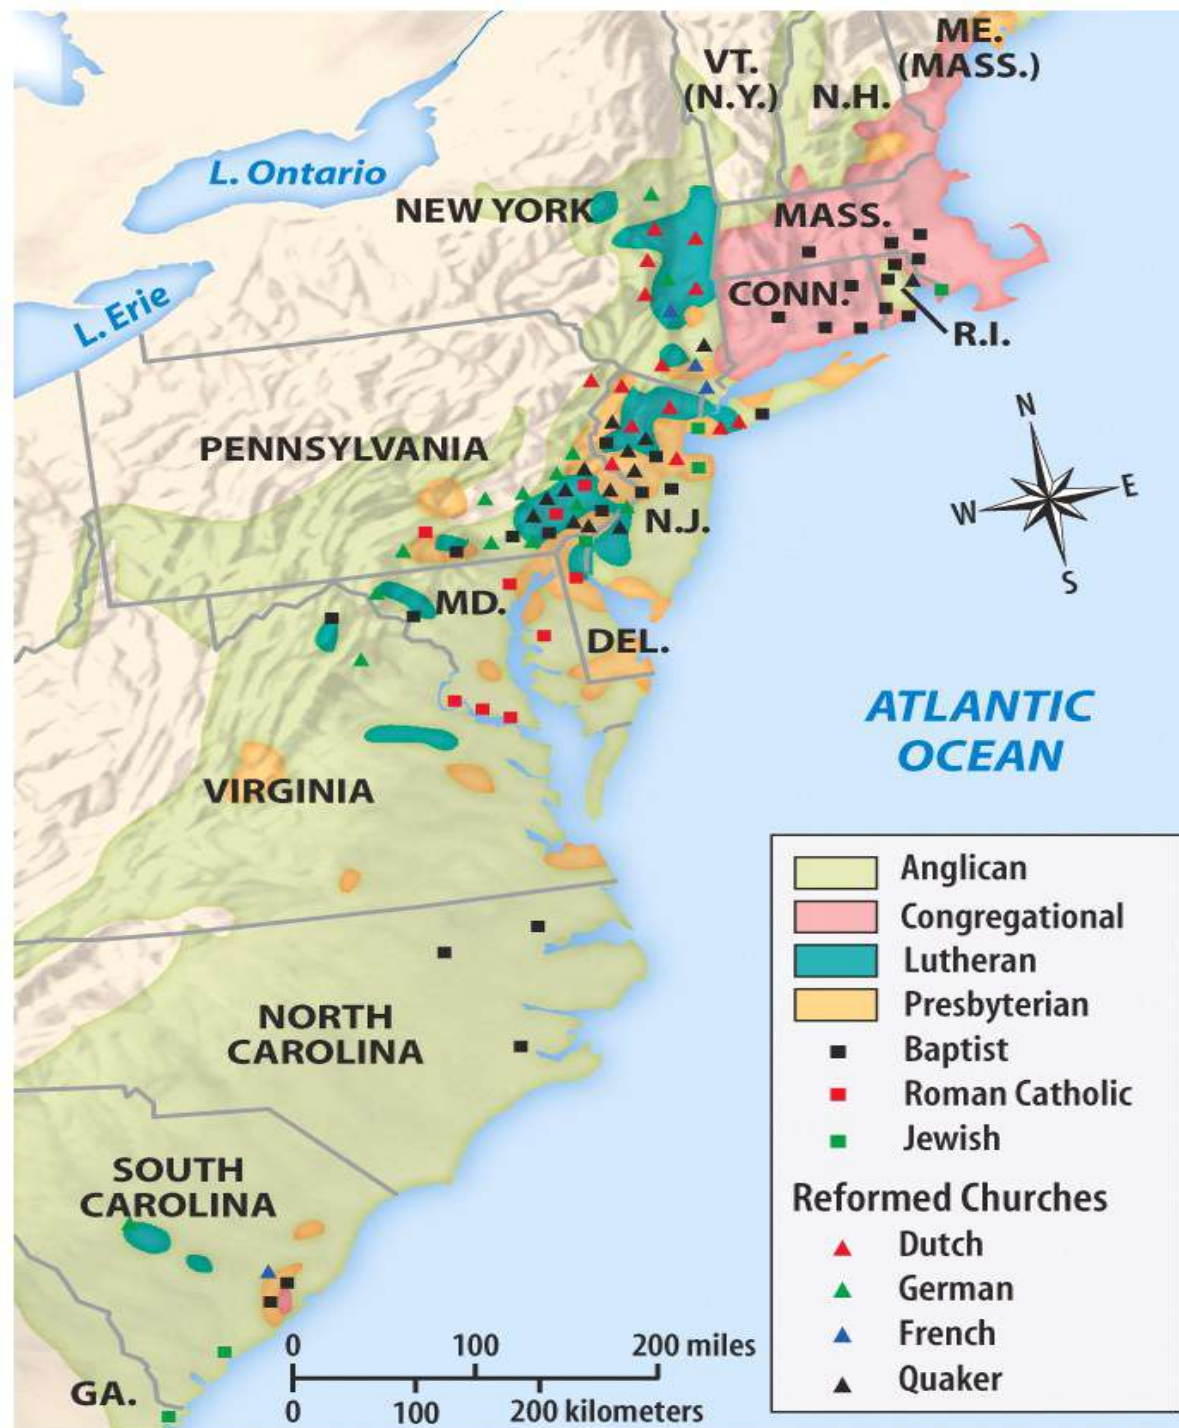 ME.
(MASS.)
VT.
(N.Y.)
N.H.
L. Ontario
NEW YORK
MASS.
L. Erie
CONN.
R.I.
N
PENNSYLVANIA
W
E
N.J.
S
MD.
DEL.
ATLANTIC
OCEAN
VIRGINIA
Anglican
Congregational
Lutheran
Presbyterian
NORTH
CAROLINA
Baptist
Roman Catholic
Jewish
SOUTH
CAROLINA
Reformed Churches
Dutch
German
French
Quaker
0 100 200 miles
GA.
0 100 200 kilometers